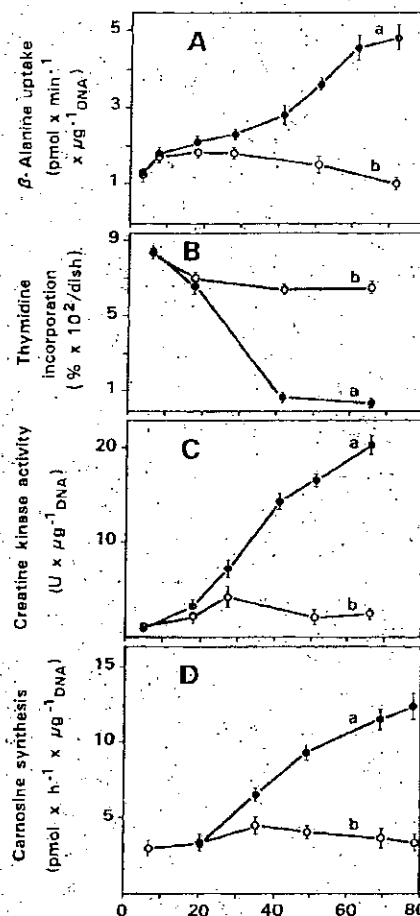 β-Alanine uptake
(pmol x min⁻¹
x μg⁻¹DNA)
5
3
1
A
a
b
Thymidine
incorporation
(% x 10²/dish)
9
5
1
B
b
a
Creatine kinase activity
(U x μg⁻¹DNA)
20
10
C
a
b
Carnosine synthesis
(pmol x h⁻¹ x μg⁻¹DNA)
15
10
5
D
a
b
0 20 40 60 80